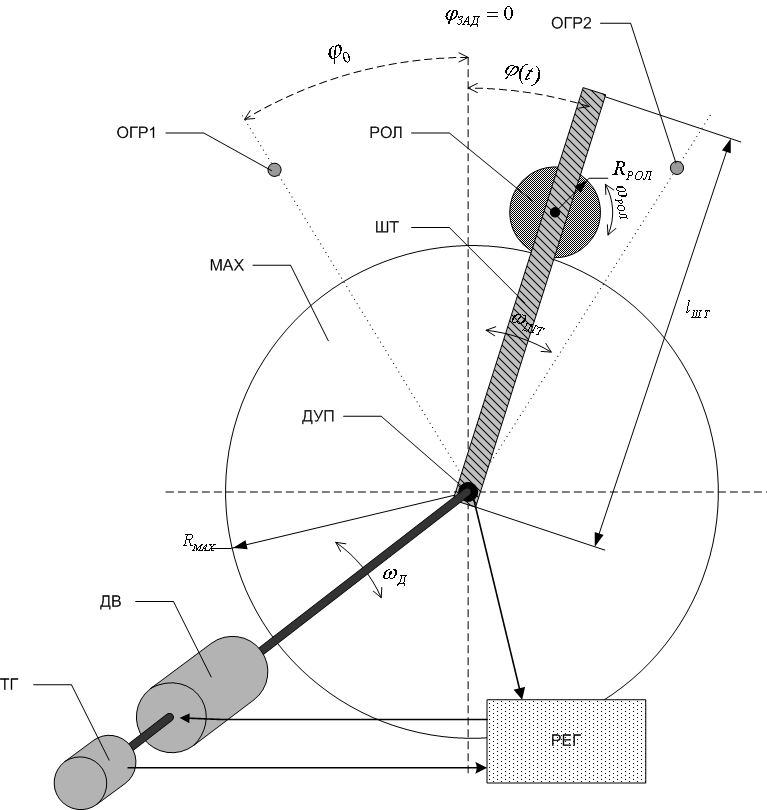 φЗАД = 0
ОГР2
φ0
φ(t)
ОГР1
РОЛ
RРОЛ
ωРОЛ
ШТ
МАХ
lШТ
ωШТ
ДУП
RМАХ
ωД
ДВ
ТГ
РЕГ